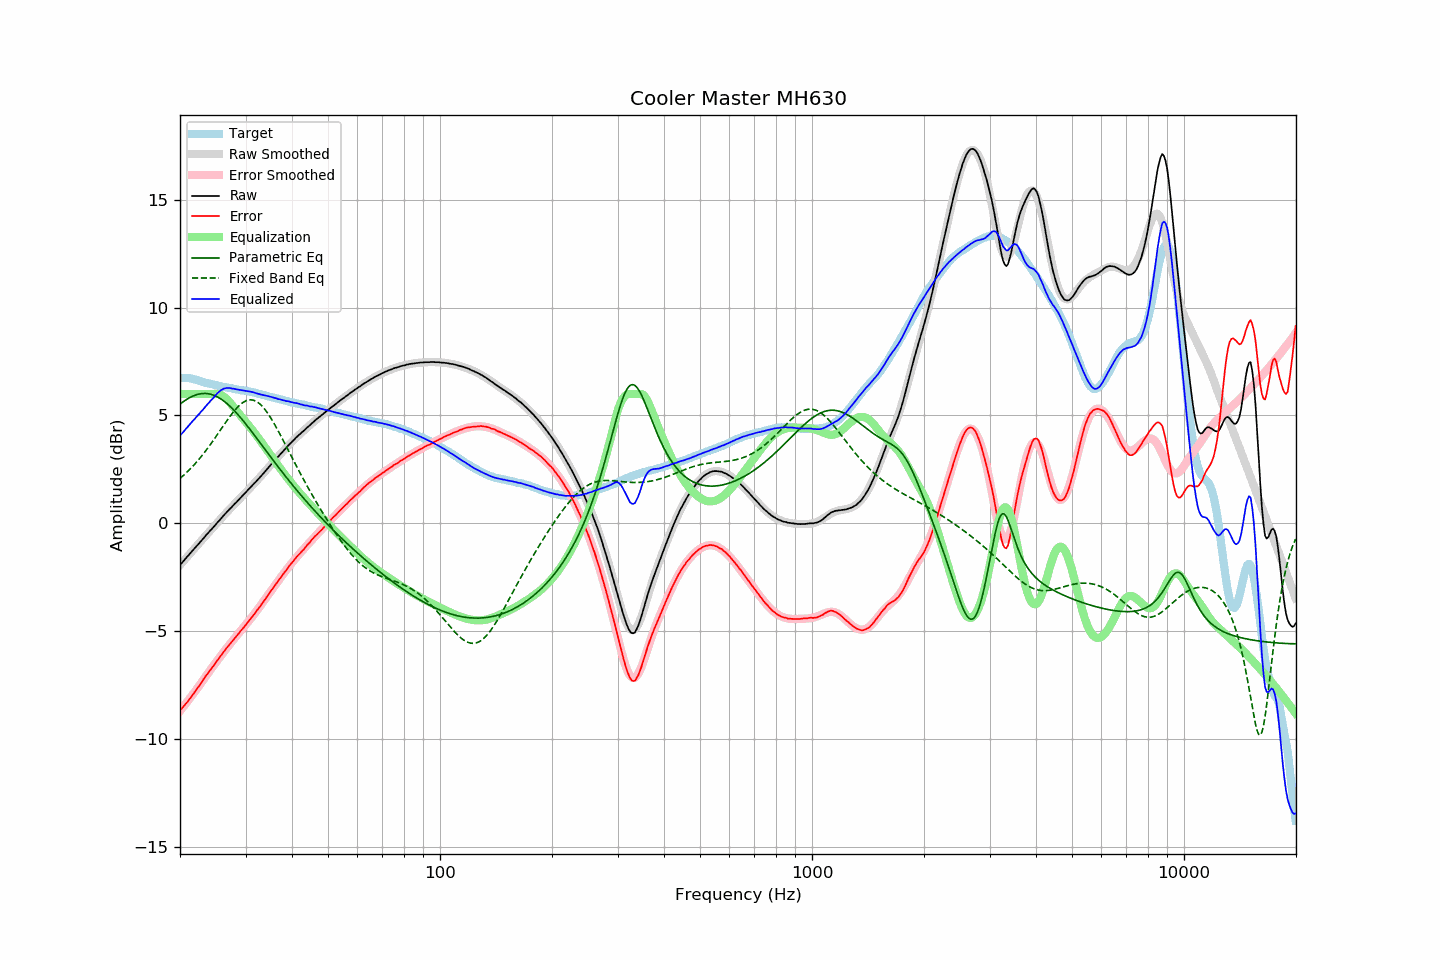 Cooler Master MH630
Target
Raw Smoothed
Error Smoothed
Raw
Error
Equalization
Parametric Eq
Fixed Band Eq
Equalized
15
10
5
0
−5
−10
−15
Amplitude (dBr)
100
1000
10000
Frequency (Hz)